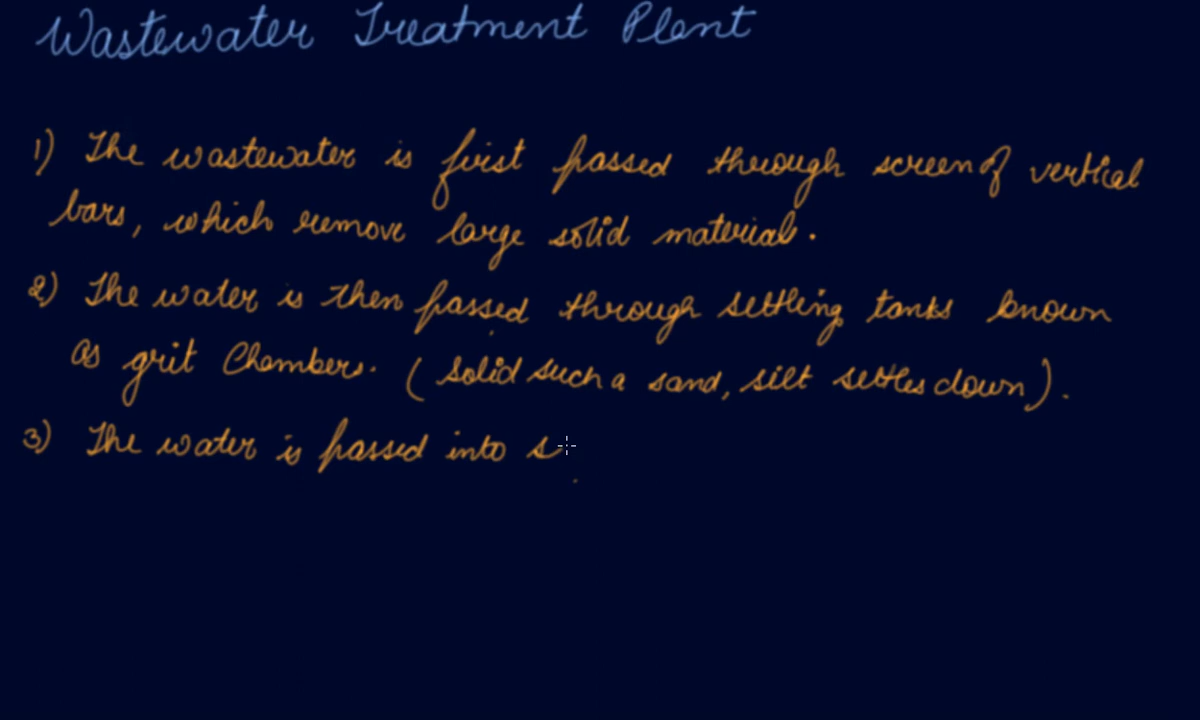 Wastewater Treatment Plant
1) The wastewater is first passed through screen of vertical
bars, which remove large solid material.
2) The water is then passed through settling tanks known
as grit Chambers. (Solid such a sand, silt settles down).
3) The water is passed into s